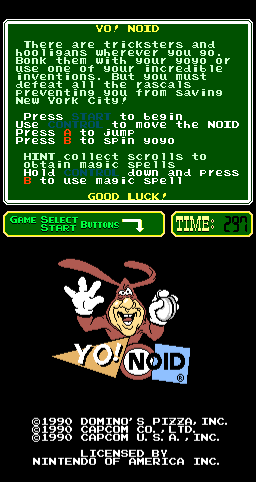 YO! NOID
There are tricksters and
hooligans wherever you go.
Bonk them with your yoyo or
use one of your incredible
inventions. But you must
defeat all the rascals
preventing you from saving
New York City!
Press START to begin
Use CONTROL to move the NOID
Press A to jump
Press B to spin yoyo
HINT collect scrolls to
obtain magic spells
Hold CONTROL down and press
B to use magic spell
GOOD LUCK!
GAME SELECT
START BUTTONS
TIME: 297
YO! NOID®
©1990 DOMINO'S PIZZA, INC.
©1990 CAPCOM CO., LTD.
©1990 CAPCOM U.S.A., INC.
LICENSED BY
NINTENDO OF AMERICA INC.